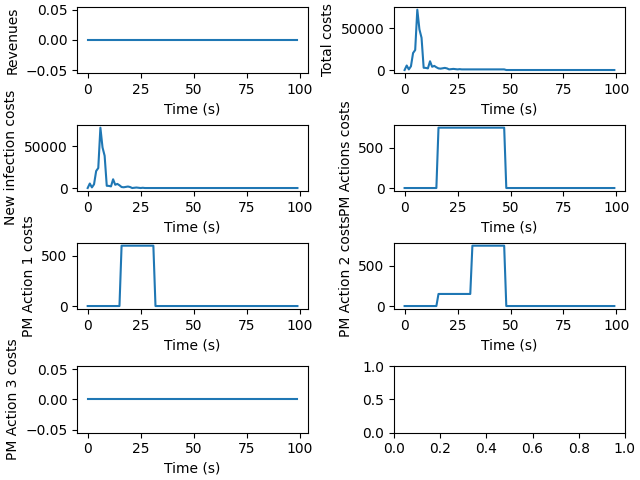 Revenues
0.05
0.00
−0.05
0 25 50 75 100
Time (s)
Total costs
50000
0
0 25 50 75 100
Time (s)
New infection costs
50000
0
0 25 50 75 100
Time (s)
PM Actions costs
500
0
0 25 50 75 100
Time (s)
PM Action 1 costs
500
0
0 25 50 75 100
Time (s)
PM Action 2 costs
500
0
0 25 50 75 100
Time (s)
PM Action 3 costs
0.05
0.00
−0.05
0 25 50 75 100
Time (s)
1.0
0.5
0.0
0.0 0.2 0.4 0.6 0.8 1.0